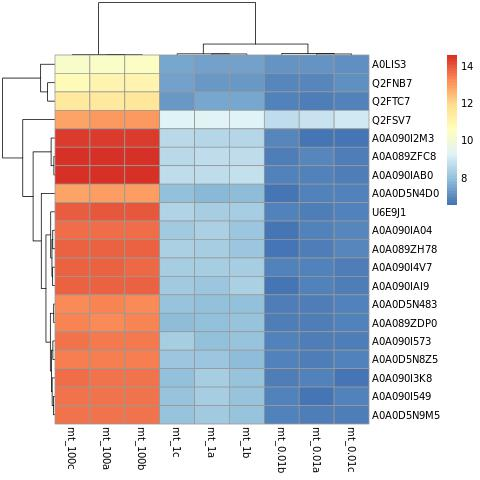 A0LIS3
Q2FNB7
Q2FTC7
Q2FSV7
A0A090I2M3
A0A089ZFC8
A0A090IAB0
A0A0D5N4D0
U6E9J1
A0A090IA04
A0A089ZH78
A0A090I4V7
A0A090IAI9
A0A0D5N483
A0A089ZDP0
A0A090I573
A0A0D5N8Z5
A0A090I3K8
A0A090I549
A0A0D5N9M5
14
12
10
8
mt_100c
mt_100a
mt_100b
mt_1c
mt_1a
mt_1b
mt_0.01b
mt_0.01a
mt_0.01c